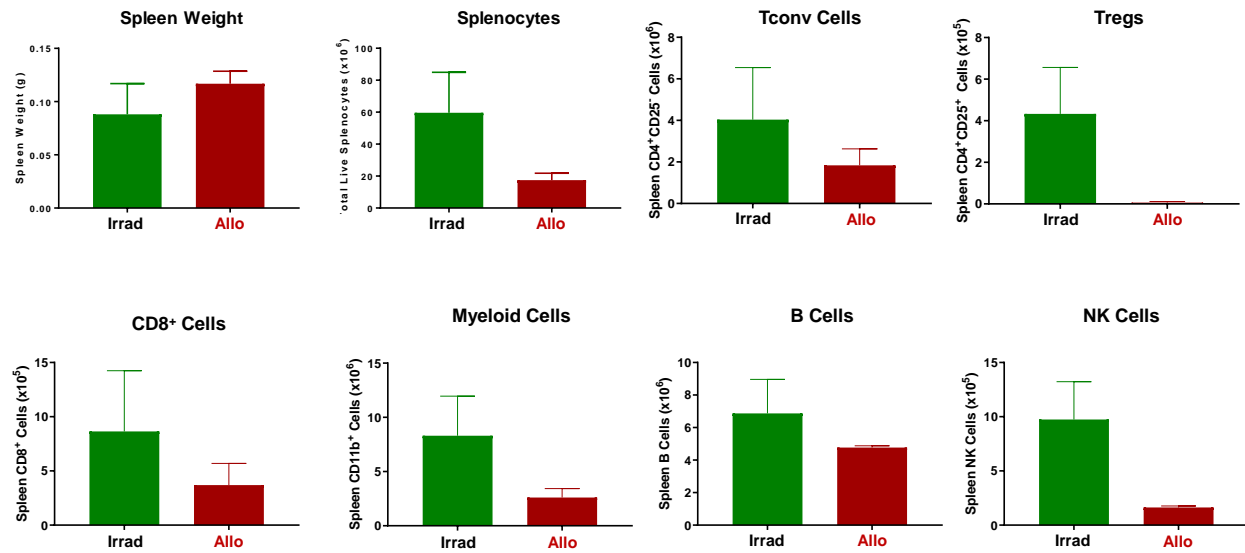 Spleen Weight
Spleen Weight (g)
0.15
0.10
0.05
0.00
Irrad
Allo
Splenocytes
otal Live Splenocytes (x10⁶)
100
80
60
40
20
0
Irrad
Allo
Tconv Cells
Spleen CD4⁺CD25⁻ Cells (x10⁶)
8
6
4
2
0
Irrad
Allo
Tregs
Spleen CD4⁺CD25⁺ Cells (x10⁵)
8
6
4
2
0
Irrad
Allo
CD8⁺ Cells
Spleen CD8⁺ Cells (x10⁵)
15
10
5
0
Irrad
Allo
Myeloid Cells
Spleen CD11b⁺ Cells (x10⁶)
15
10
5
0
Irrad
Allo
B Cells
Spleen B Cells (x10⁶)
10
8
6
4
2
0
Irrad
Allo
NK Cells
Spleen NK Cells (x10⁵)
15
10
5
0
Irrad
Allo